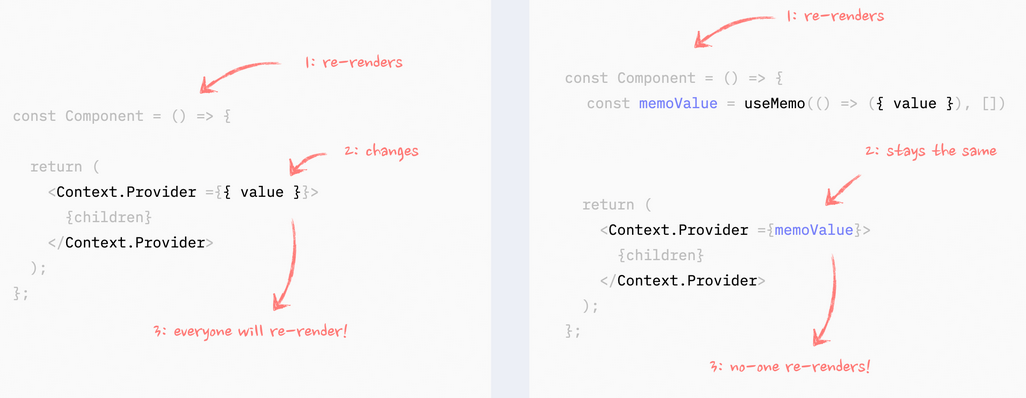 1: re-renders
const Component = () => {
2: changes
return (
<Context.Provider ={{ value }}>
{children}
</Context.Provider>
);
};
3: everyone will re-render!
1: re-renders
const Component = () => {
const memoValue = useMemo(() => ({ value }), [])
2: stays the same
return (
<Context.Provider ={memoValue}>
{children}
</Context.Provider>
);
};
3: no-one re-renders!